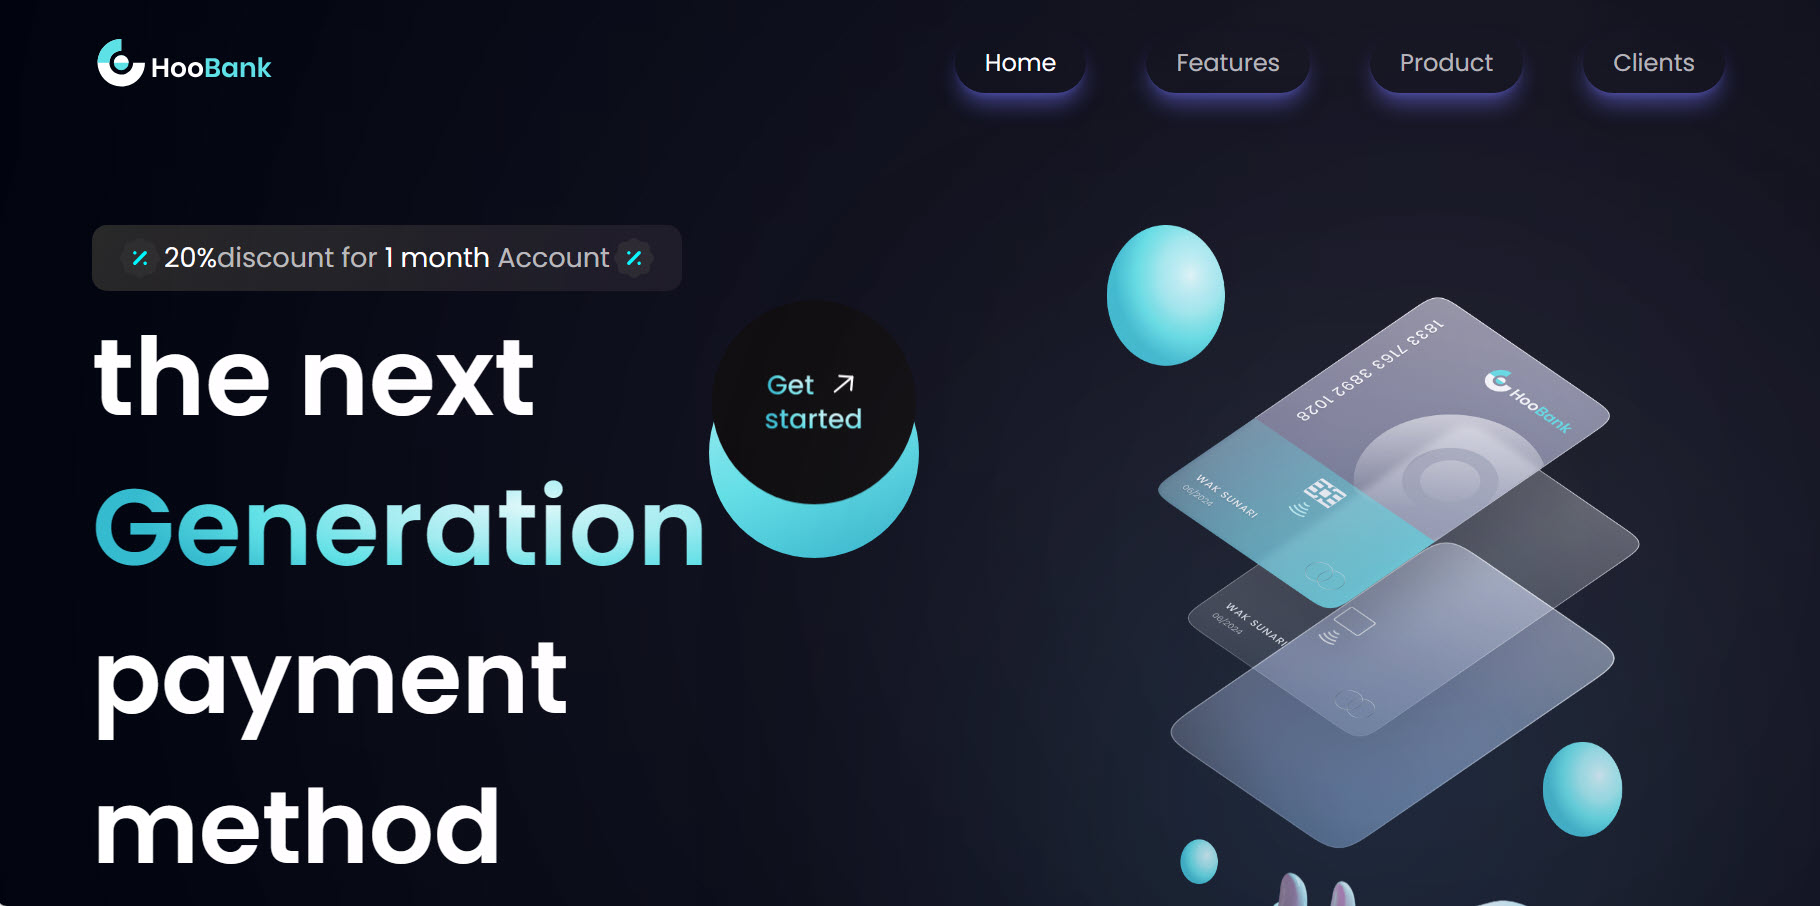 HooBank
Home
Features
Product
Clients
20%discount for 1 month Account
the next
Generation
payment
method
Get
started
1833 7163 3892 1028
HooBank
WAK SUNARI
06/2024
WAK SUNARI
06/2024